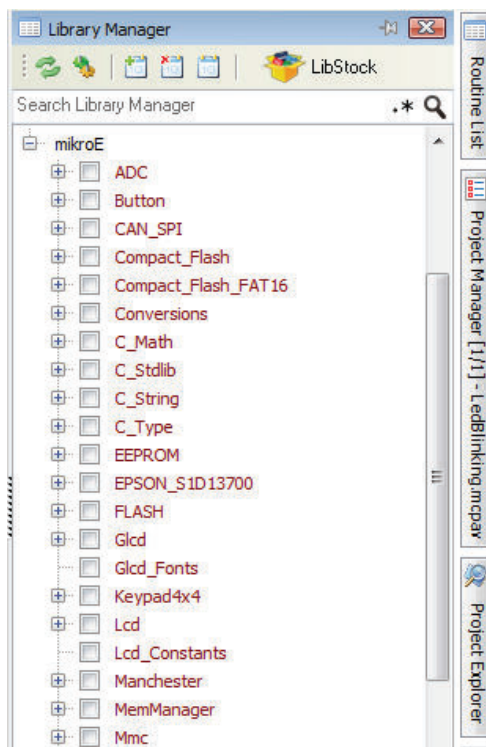 Library Manager
LibStock
Search Library Manager
.*
mikroE
ADC
Button
CAN_SPI
Compact_Flash
Compact_Flash_FAT16
Conversions
C_Math
C_Stdlib
C_String
C_Type
EEPROM
EPSON_S1D13700
FLASH
Glcd
Glcd_Fonts
Keypad4x4
Lcd
Lcd_Constants
Manchester
MemManager
Mmc
Routine List
Project Manager [1/1] - LedBlinking.mcpav
Project Explorer